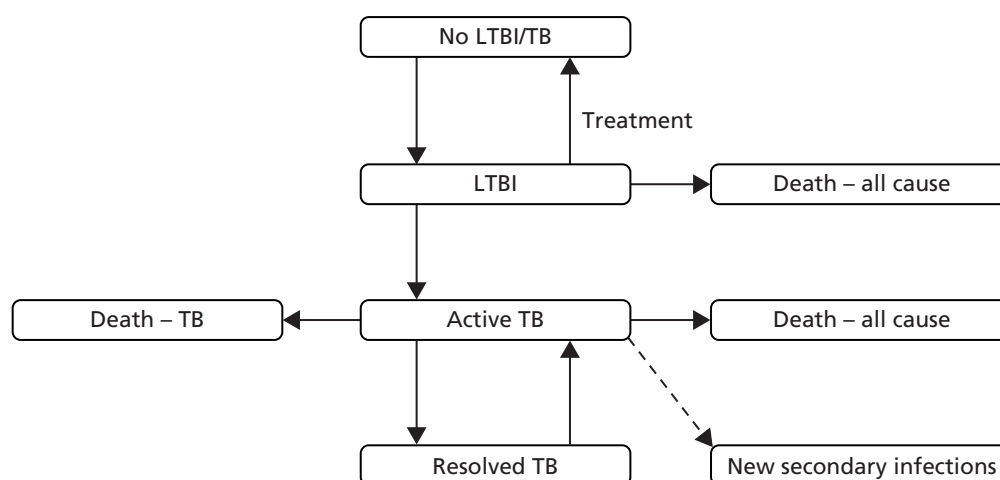 No LTBI/TB
Treatment
LTBI
Death – all cause
Death – TB
Active TB
Death – all cause
Resolved TB
New secondary infections